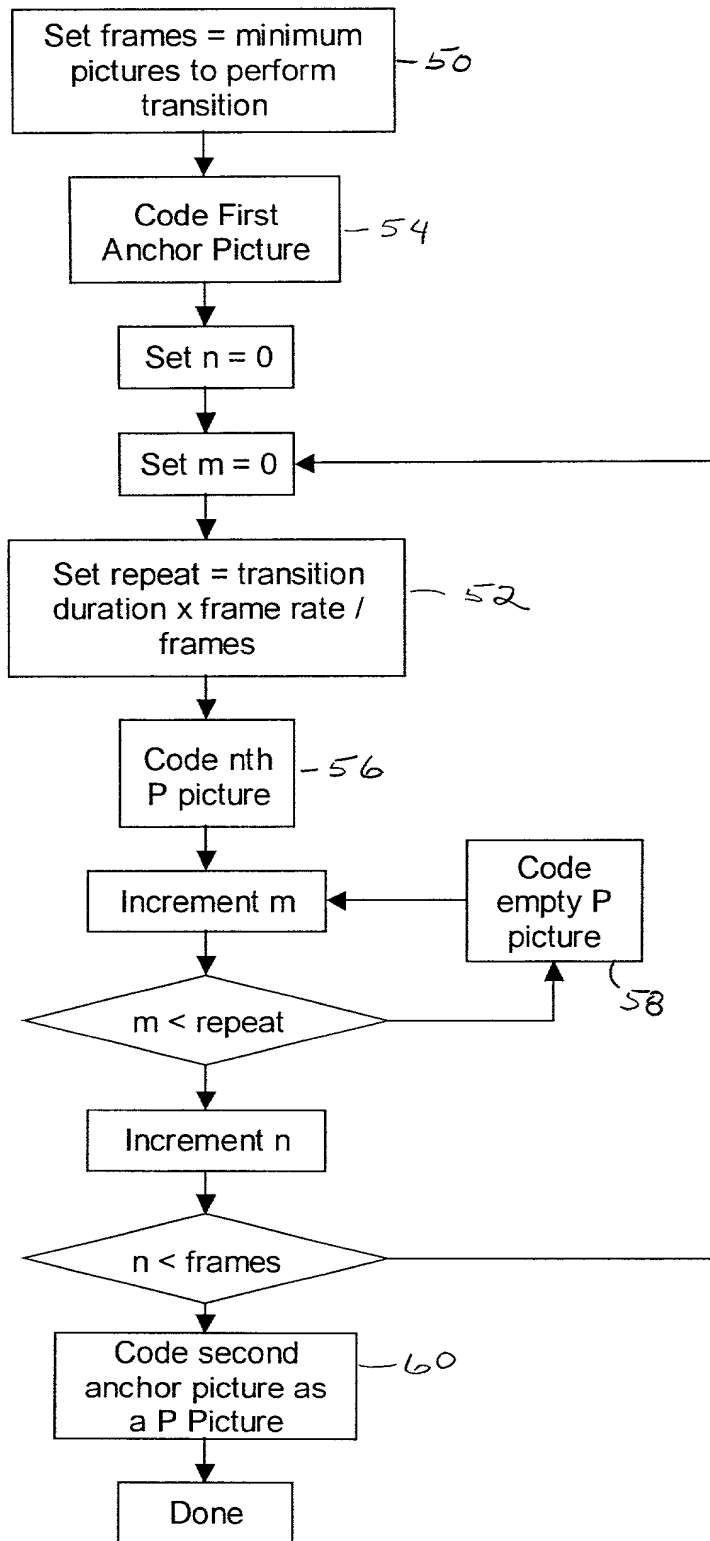 Set frames = minimum
pictures to perform
transition
50
Code First
Anchor Picture
54
Set n = 0
Set m = 0
Set repeat = transition
duration x frame rate /
frames
52
Code nth
P picture
56
Increment m
Code
empty P
picture
58
m < repeat
Increment n
n < frames
Code second
anchor picture as
a P Picture
60
Done